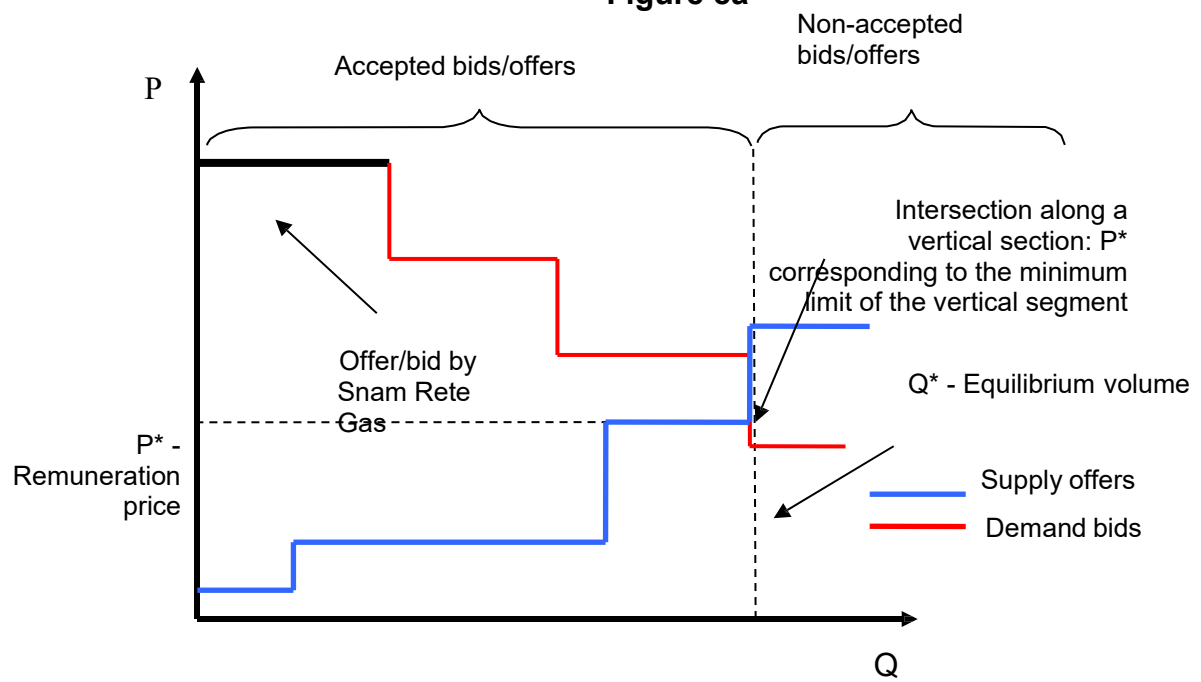 P
Accepted bids/offers
Non-accepted
bids/offers
Intersection along a
vertical section: P*
corresponding to the minimum
limit of the vertical segment
Offer/bid by
Snam Rete
Gas
Q* - Equilibrium volume
P* -
Remuneration
price
Supply offers
Demand bids
Q